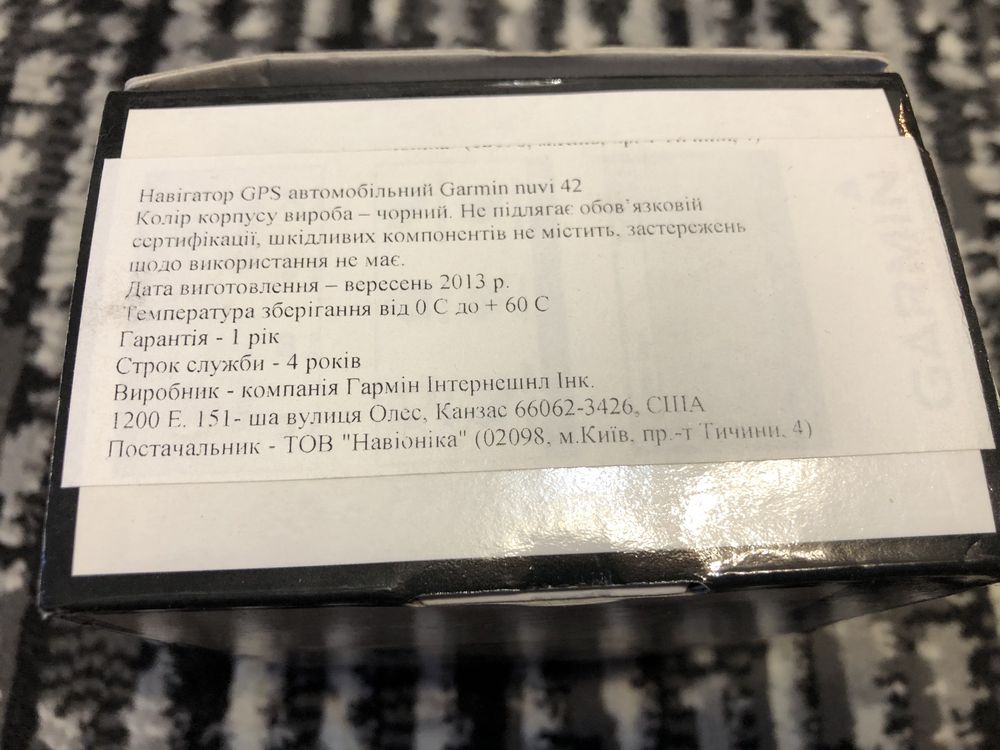 Навігатор GPS автомобільний Garmin nuvi 42
Колір корпусу вироба – чорний. Не підлягає обов'язковій
сертифікації, шкідливих компонентів не містить, застережень
щодо використання не має.
Дата виготовлення – вересень 2013 р.
Температура зберігання від 0 С до + 60 С
Гарантія - 1 рік
Строк служби - 4 років
Виробник - компанія Гармін Інтернешнл Інк.
1200 Е. 151- ша вулиця Олес, Канзас 66062-3426, США
Постачальник - ТОВ "Навіоніка" (02098, м.Київ, пр.-т Тичини, 4)
GARMIN